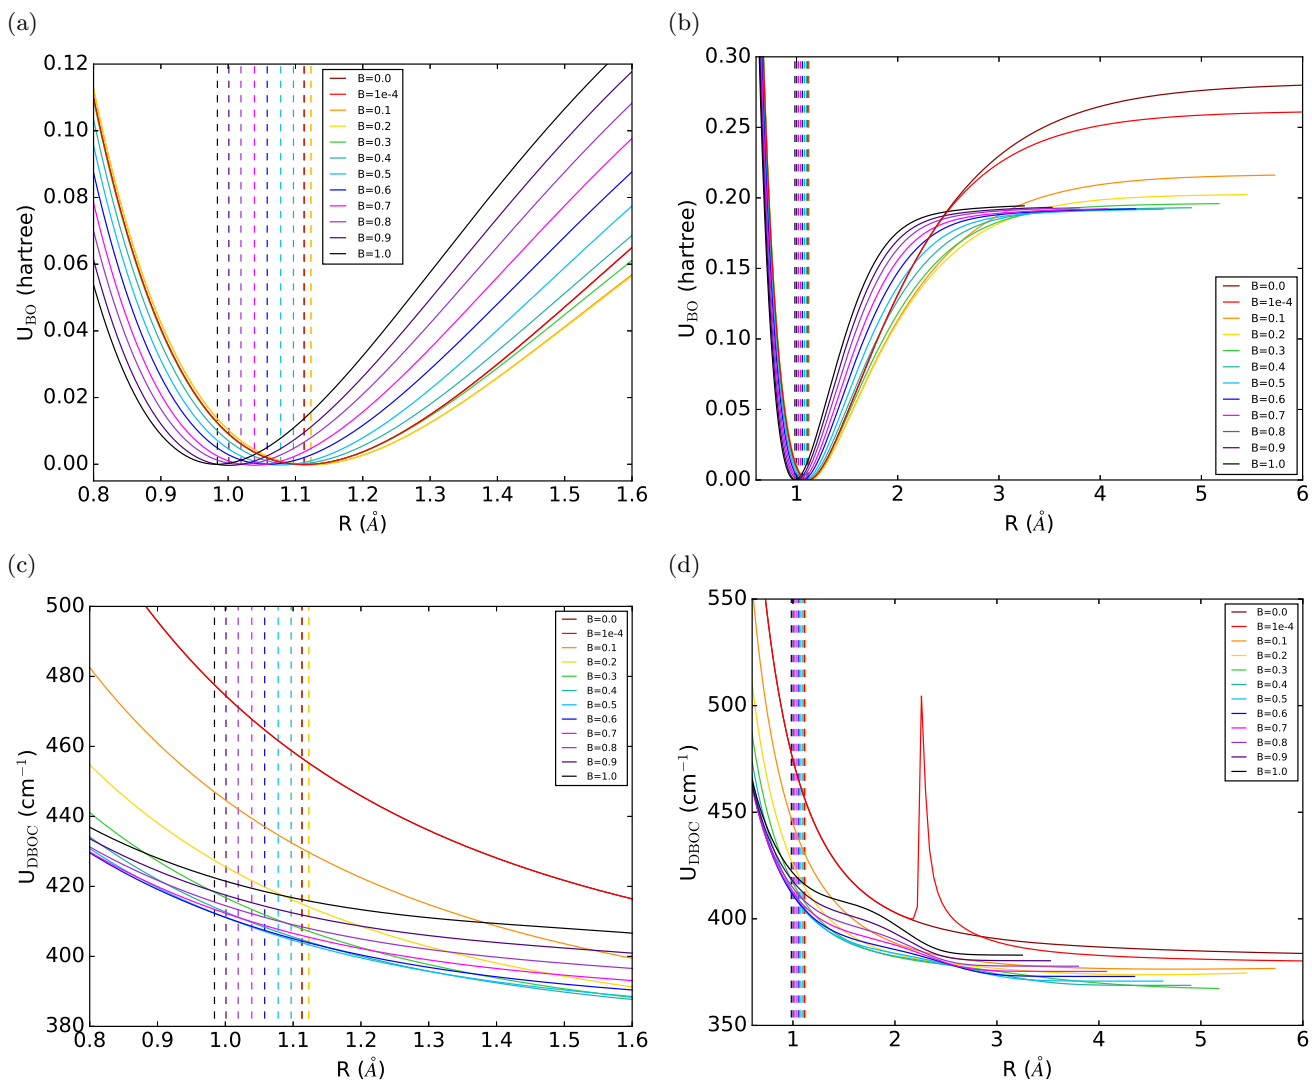 (a)
0.12
0.10
0.08
0.06
0.04
0.02
0.00
U_BO (hartree)
0.8 0.9 1.0 1.1 1.2 1.3 1.4 1.5 1.6
R (Å)
B=0.0
B=1e-4
B=0.1
B=0.2
B=0.3
B=0.4
B=0.5
B=0.6
B=0.7
B=0.8
B=0.9
B=1.0
(b)
0.30
0.25
0.20
0.15
0.10
0.05
0.00
U_BO (hartree)
1 2 3 4 5 6
R (Å)
B=0.0
B=1e-4
B=0.1
B=0.2
B=0.3
B=0.4
B=0.5
B=0.6
B=0.7
B=0.8
B=0.9
B=1.0
(c)
500
480
460
440
420
400
380
U_DBOC (cm⁻¹)
0.8 0.9 1.0 1.1 1.2 1.3 1.4 1.5 1.6
R (Å)
B=0.0
B=1e-4
B=0.1
B=0.2
B=0.3
B=0.4
B=0.5
B=0.6
B=0.7
B=0.8
B=0.9
B=1.0
(d)
550
500
450
400
350
U_DBOC (cm⁻¹)
1 2 3 4 5 6
R (Å)
B=0.0
B=1e-4
B=0.1
B=0.2
B=0.3
B=0.4
B=0.5
B=0.6
B=0.7
B=0.8
B=0.9
B=1.0